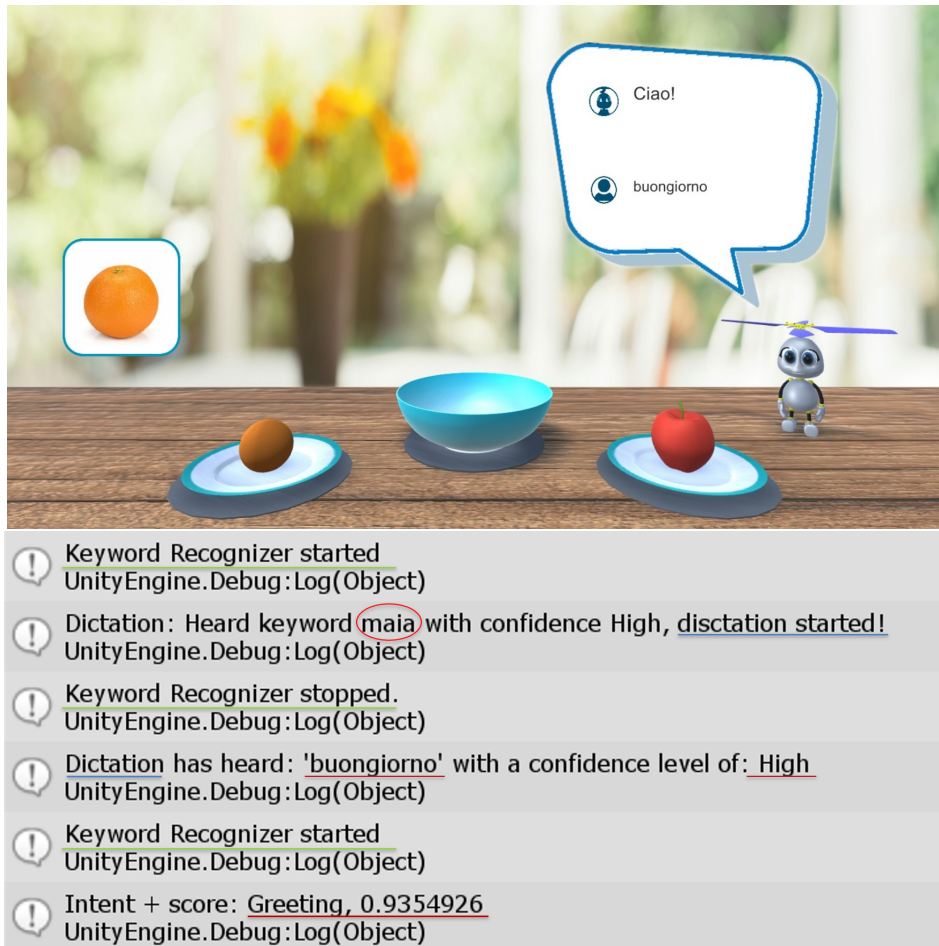 Ciao!
buongiorno
Keyword Recognizer started
UnityEngine.Debug:Log(Object)
Dictation: Heard keyword maia with confidence High, disctation started!
UnityEngine.Debug:Log(Object)
Keyword Recognizer stopped.
UnityEngine.Debug:Log(Object)
Dictation has heard: 'buongiorno' with a confidence level of: High
UnityEngine.Debug:Log(Object)
Keyword Recognizer started
UnityEngine.Debug:Log(Object)
Intent + score: Greeting, 0.9354926
UnityEngine.Debug:Log(Object)